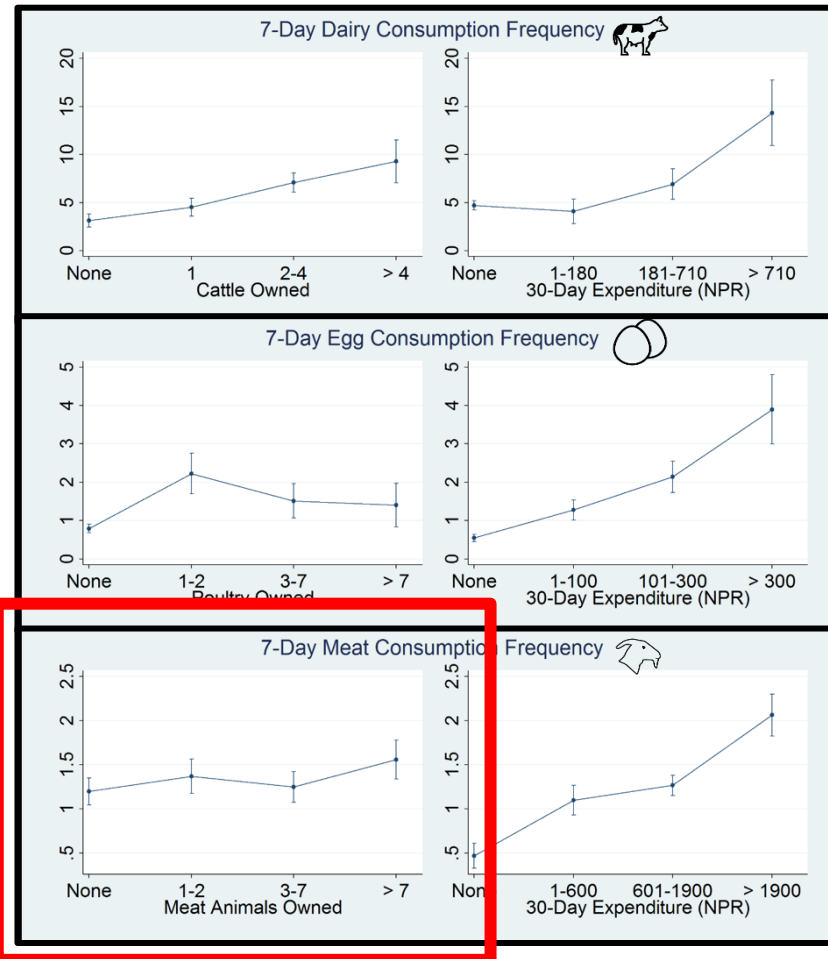 7-Day Dairy Consumption Frequency
20
15
10
5
0
None 1 2-4 > 4
Cattle Owned
20
15
10
5
0
None 1-180 181-710 > 710
30-Day Expenditure (NPR)
7-Day Egg Consumption Frequency
5
4
3
2
1
0
None 1-2 3-7 > 7
Poultry Owned
5
4
3
2
1
0
None 1-100 101-300 > 300
30-Day Expenditure (NPR)
7-Day Meat Consumption Frequency
2.5
2
1.5
1
.5
None 1-2 3-7 > 7
Meat Animals Owned
2.5
2
1.5
1
.5
None 1-600 601-1900 > 1900
30-Day Expenditure (NPR)